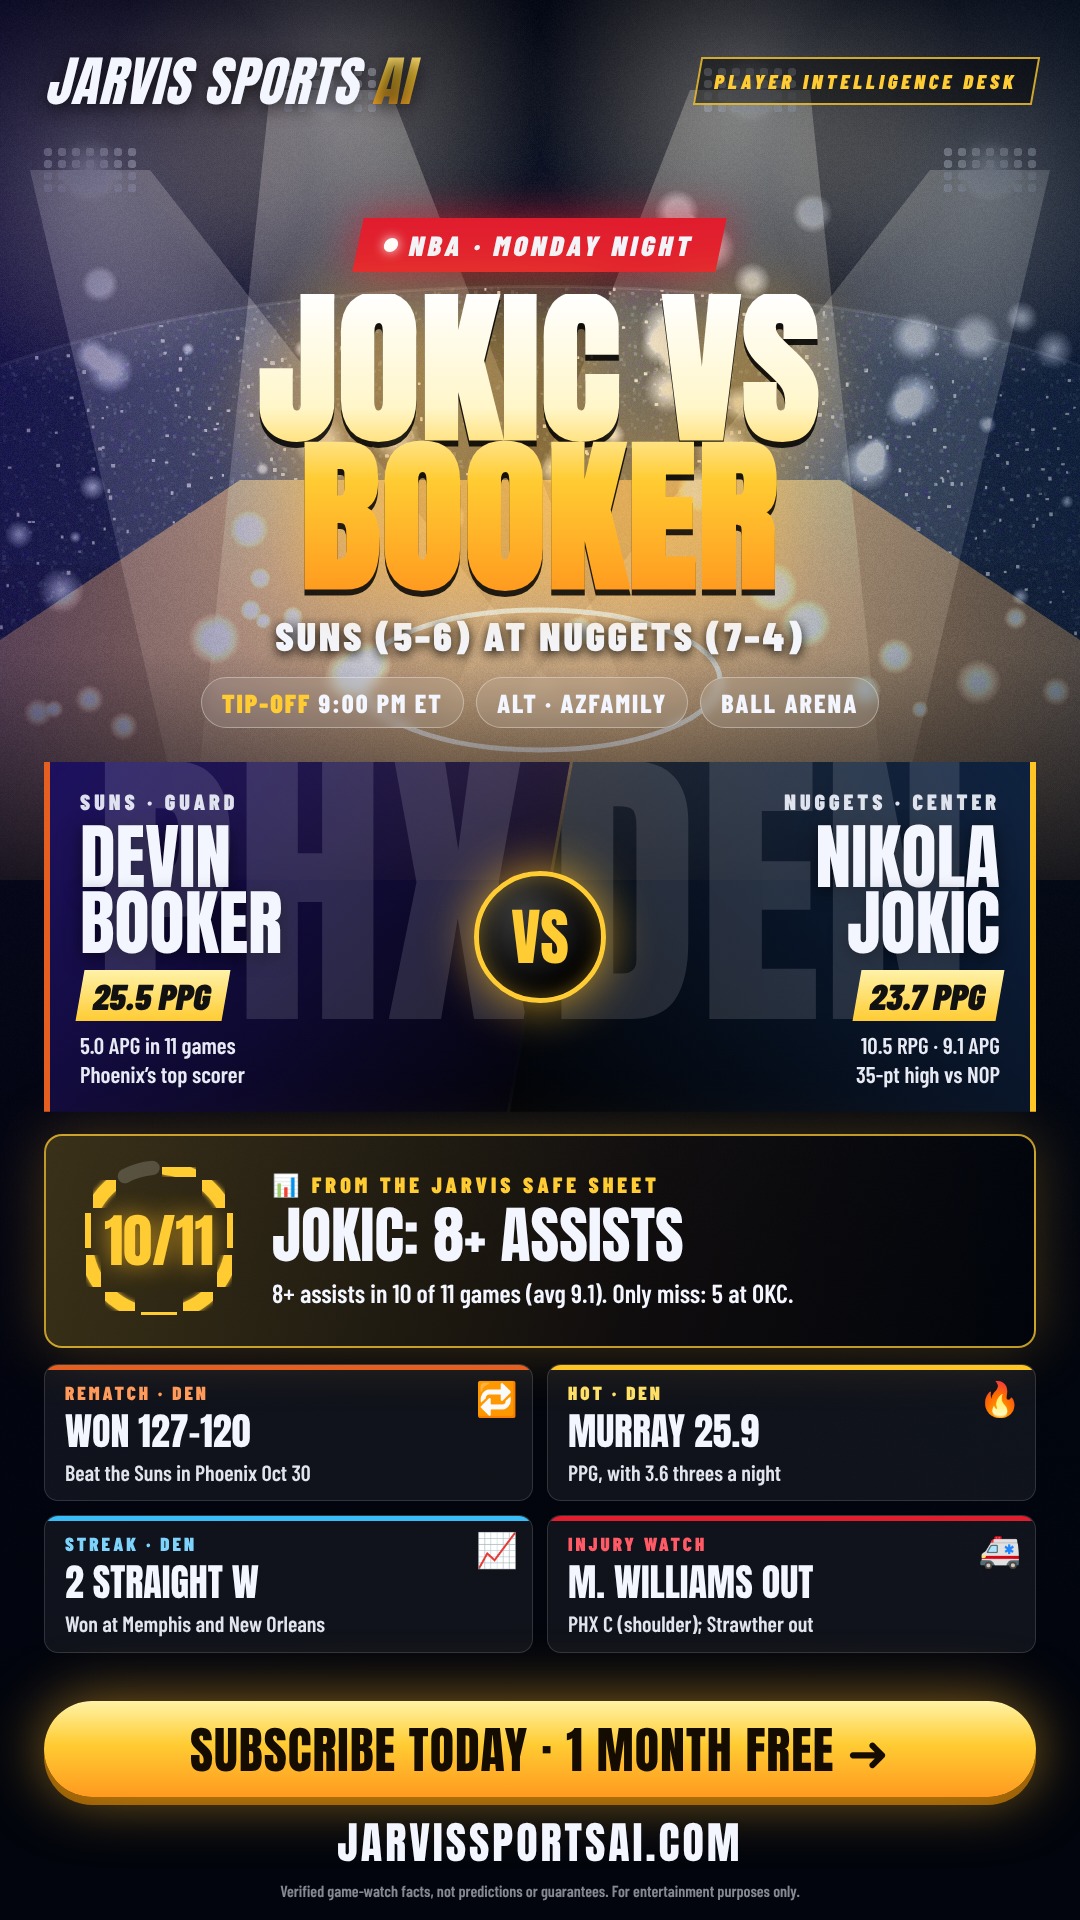 JARVIS SPORTS AI
PLAYER INTELLIGENCE DESK
NBA · MONDAY NIGHT
JOKIC VS
BOOKER
SUNS (5-6) AT NUGGETS (7-4)
TIP-OFF 9:00 PM ET
ALT · AZFAMILY
BALL ARENA
PHX
DEN
SUNS · GUARD
DEVIN
BOOKER
25.5 PPG
5.0 APG in 11 games
Phoenix’s top scorer
VS
NUGGETS · CENTER
NIKOLA
JOKIC
23.7 PPG
10.5 RPG · 9.1 APG
35-pt high vs NOP
10/11
FROM THE JARVIS SAFE SHEET
JOKIC: 8+ ASSISTS
8+ assists in 10 of 11 games (avg 9.1). Only miss: 5 at OKC.
REMATCH · DEN
WON 127-120
Beat the Suns in Phoenix Oct 30
HOT · DEN
MURRAY 25.9
PPG, with 3.6 threes a night
STREAK · DEN
2 STRAIGHT W
Won at Memphis and New Orleans
INJURY WATCH
M. WILLIAMS OUT
PHX C (shoulder); Strawther out
SUBSCRIBE TODAY · 1 MONTH FREE →
JARVISSPORTSAI.COM
Verified game-watch facts, not predictions or guarantees. For entertainment purposes only.